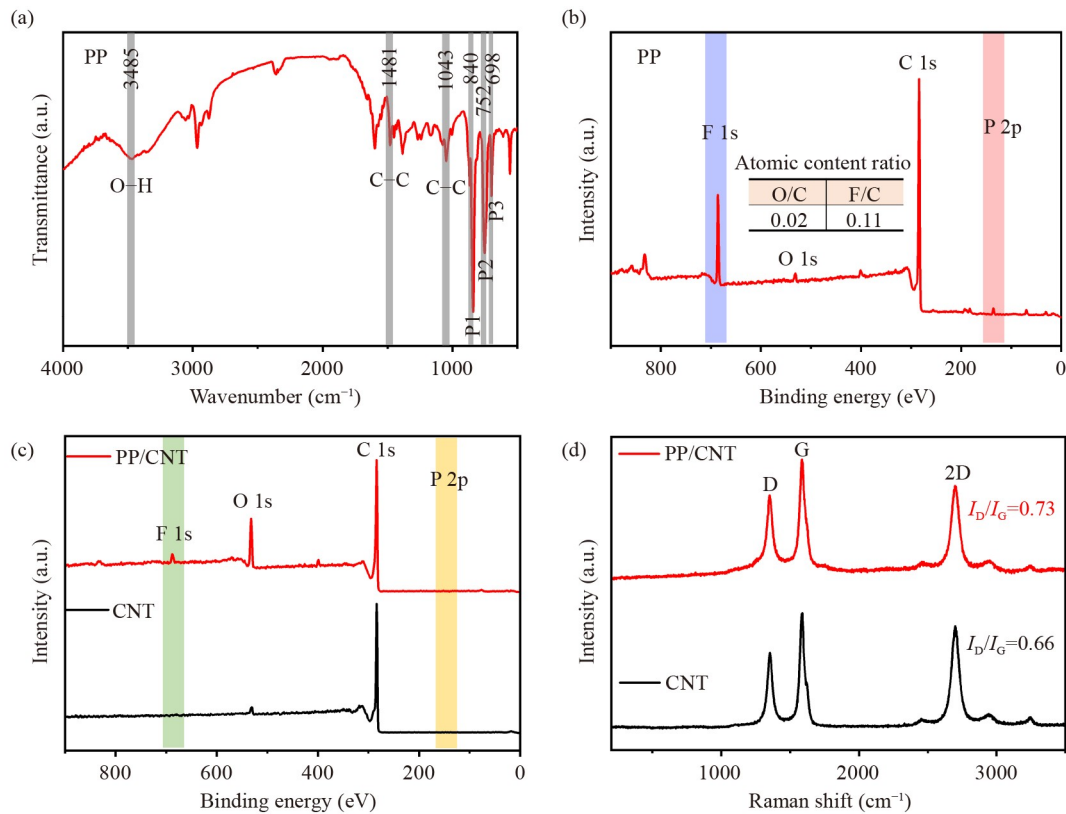 (a)
PP
3485
1481
1043
840
752
698
O−H
C−C
C−C
P1
P2
P3
Transmittance (a.u.)
4000 3000 2000 1000
Wavenumber (cm⁻¹)
(b)
PP
C 1s
F 1s
P 2p
Atomic content ratio
O/C F/C
0.02 0.11
O 1s
Intensity (a.u.)
800 600 400 200 0
Binding energy (eV)
(c)
PP/CNT
C 1s
P 2p
O 1s
F 1s
CNT
Intensity (a.u.)
800 600 400 200 0
Binding energy (eV)
(d)
PP/CNT
G
D
2D
I_D/I_G=0.73
I_D/I_G=0.66
CNT
Intensity (a.u.)
1000 2000 3000
Raman shift (cm⁻¹)